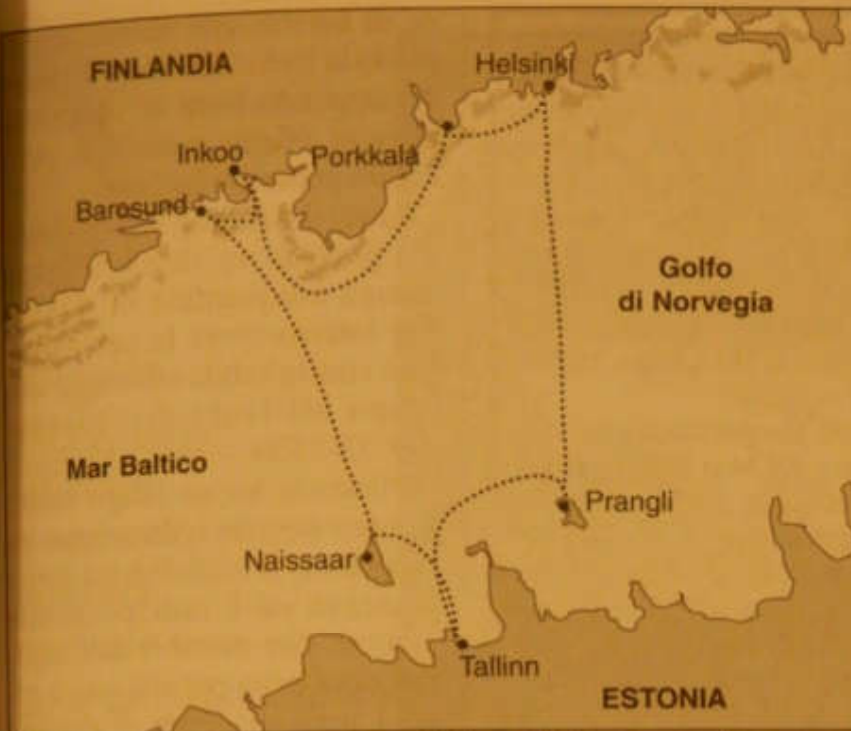 FINLANDIA
Helsinki
Inkoo
Porkkala
Barosund
Golfo
di Norvegia
Mar Baltico
Prangli
Naissaar
Tallinn
ESTONIA